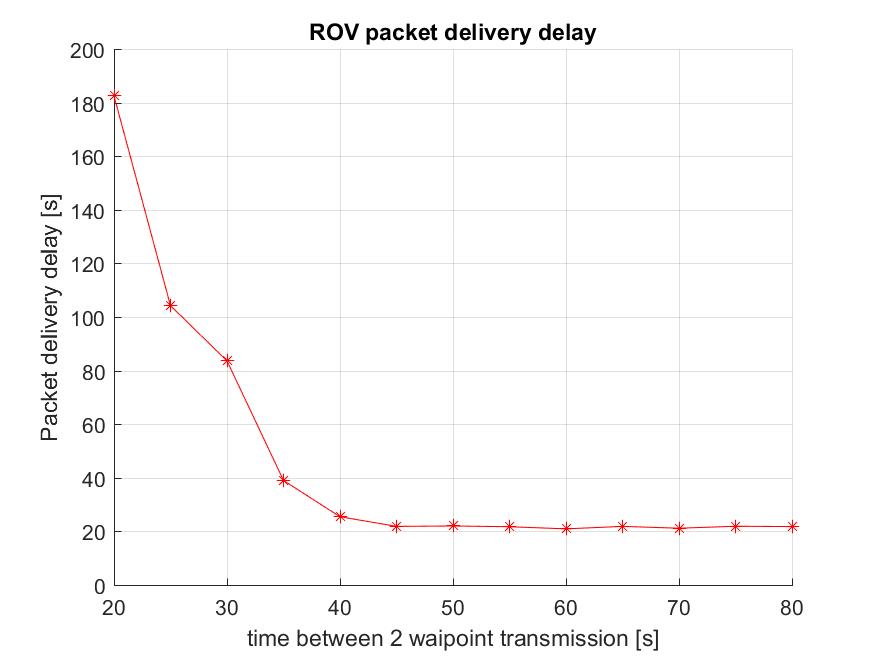 ROV packet delivery delay
200
180
160
140
120
100
80
60
40
20
0
Packet delivery delay [s]
20 30 40 50 60 70 80
time between 2 waipoint transmission [s]